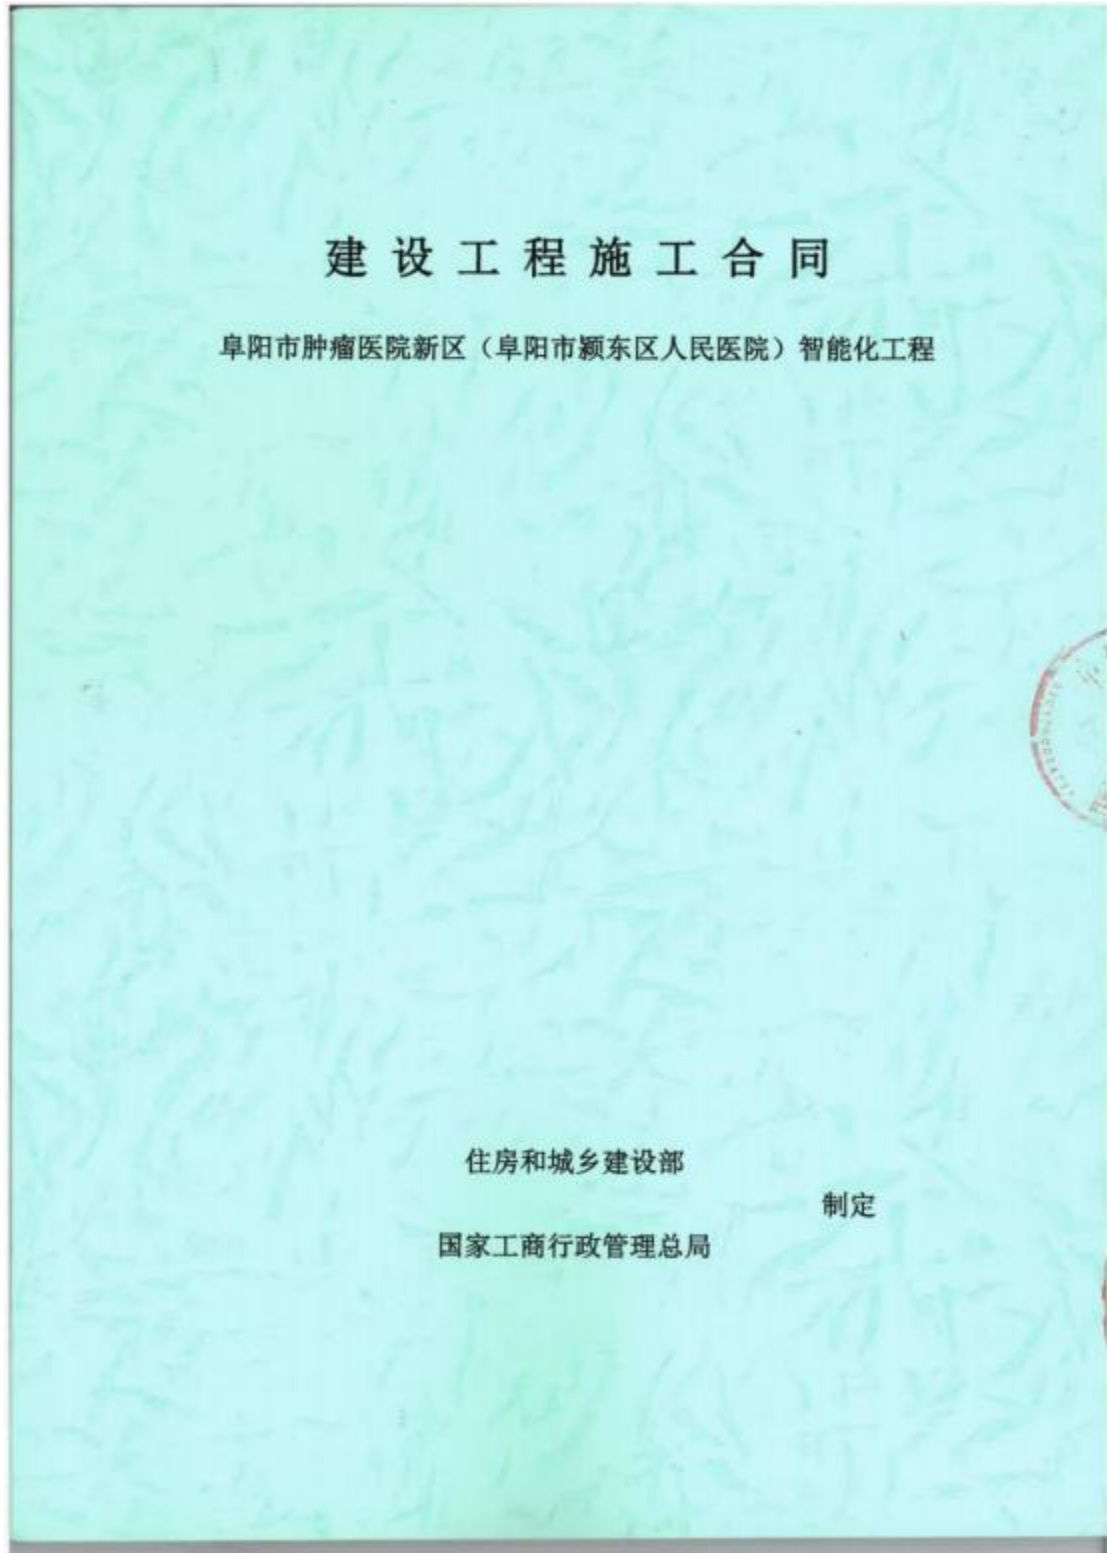 建设工程施工合同
阜阳市肿瘤医院新区（阜阳市颍东区人民医院）智能化工程
住房和城乡建设部
制定
国家工商行政管理总局